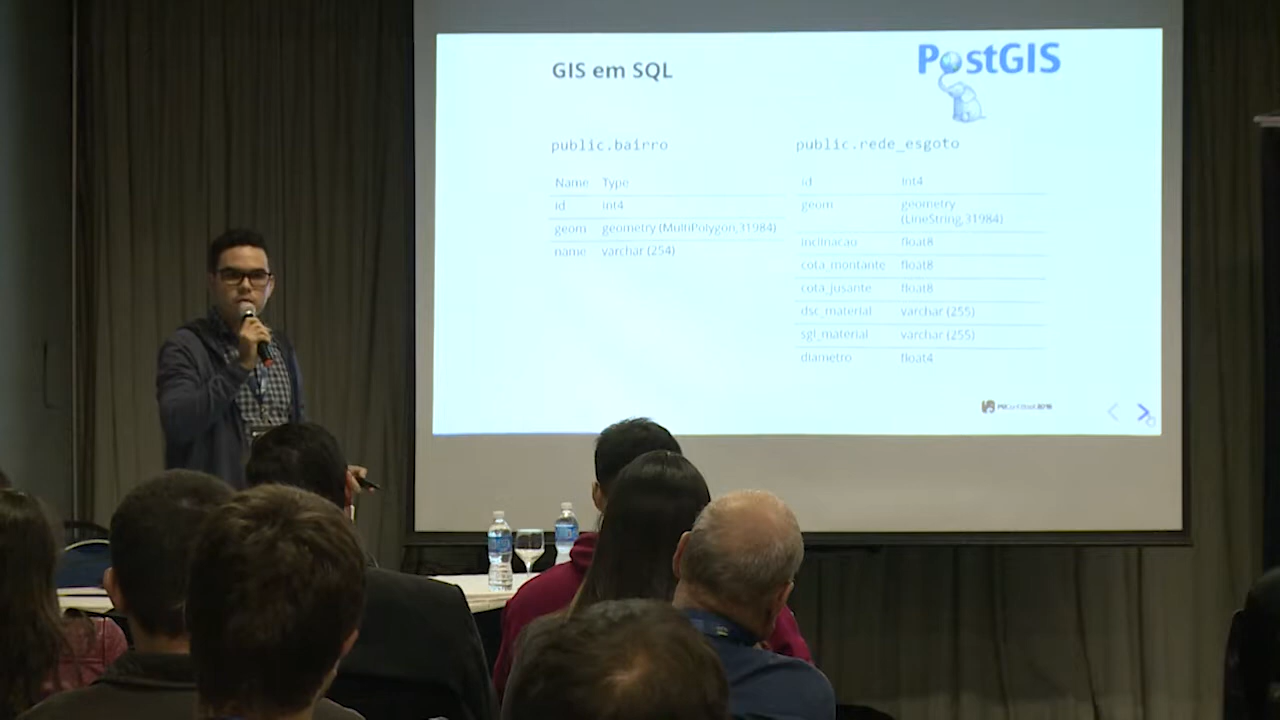 GIS em SQL
PostGIS
public.bairro
Name Type
id int4
geom geometry (MultiPolygon,31984)
name varchar (254)
public.rede_esgoto
id int4
geom geometry
(LineString,31984)
inclinacao float8
cota_montante float8
cota_jusante float8
dsc_material varchar (255)
sgl_material varchar (255)
diametro float4